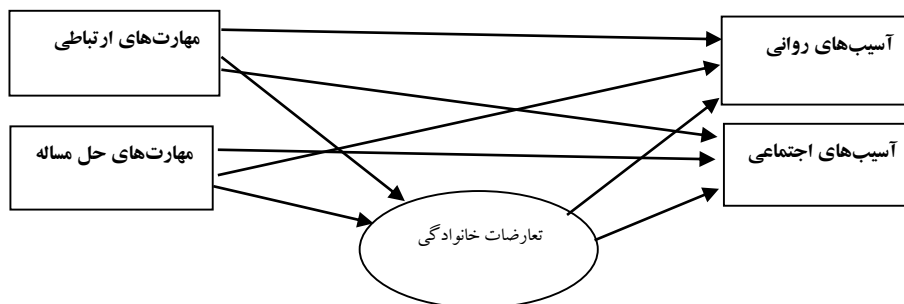 مهارت‌های ارتباطی
آسیب‌های روانی
مهارت‌های حل مساله
آسیب‌های اجتماعی
تعارضات خانوادگی